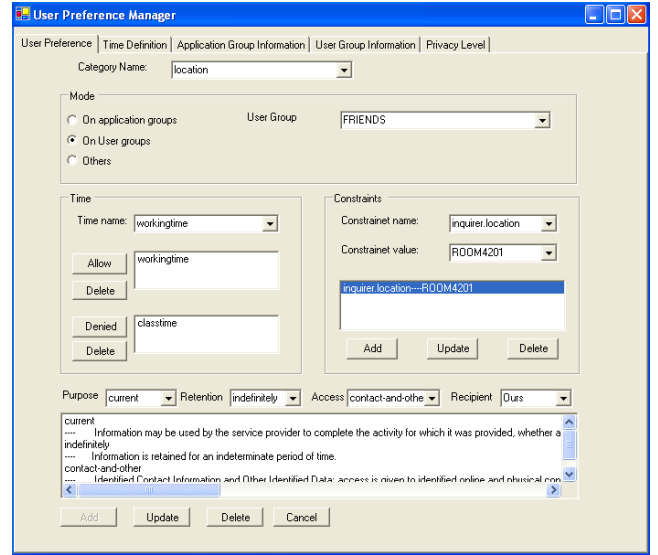 User Preference Manager
User Preference Time Definition Application Group Information User Group Information Privacy Level
Category Name: location
Mode
On application groups User Group FRIENDS
On User groups
Others
Time
Time name: workingtime
Allow workingtime
Delete
Denied classtime
Delete
Constraints
Constrainet name: inquirer.location
Constrainet value: ROOM4201
inquirer.location----ROOM4201
Add Update Delete
Purpose current Retention indefinitely Access contact-and-othe Recipient Ours
current
---- Information may be used by the service provider to complete the activity for which it was provided, whether a
indefinitely
---- Information is retained for an indeterminate period of time.
contact-and-other
---- Identified Contact Information and Other Identified Data: access is given to identified online and physical con
Add Update Delete Cancel